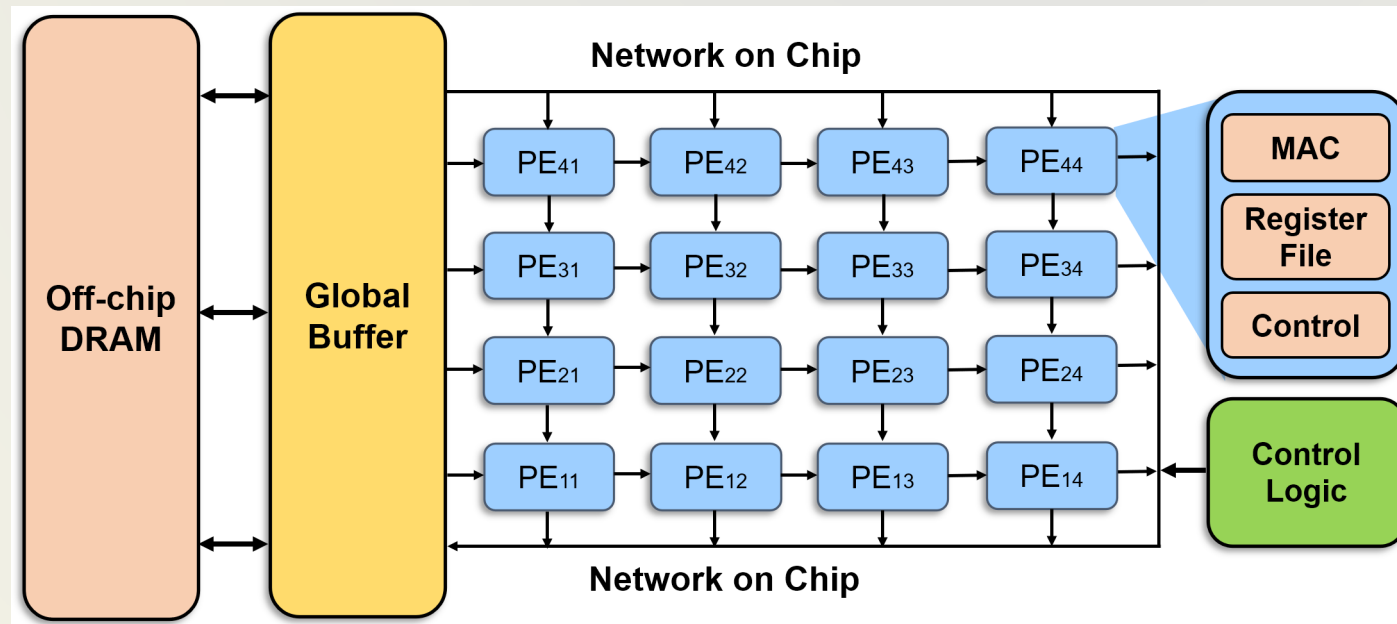 Network on Chip
Off-chip
DRAM
Global
Buffer
PE41 PE42 PE43 PE44
PE31 PE32 PE33 PE34
PE21 PE22 PE23 PE24
PE11 PE12 PE13 PE14
Network on Chip
MAC
Register
File
Control
Control
Logic